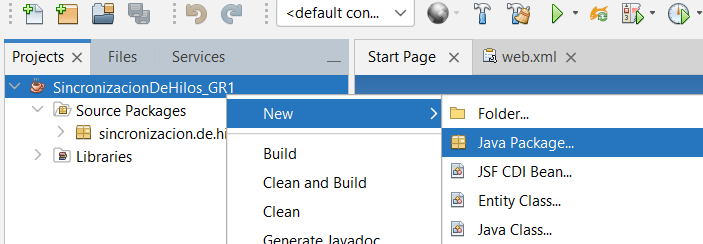 <default con...
Projects Files Services Start Page web.xml
SincronizacionDeHilos_GR1
New Folder...
Source Packages
sincronizacion.de.hi Java Package...
Build
Libraries
JSF CDI Bean...
Clean and Build
Entity Class...
Clean
Java Class...
Generate Javadoc